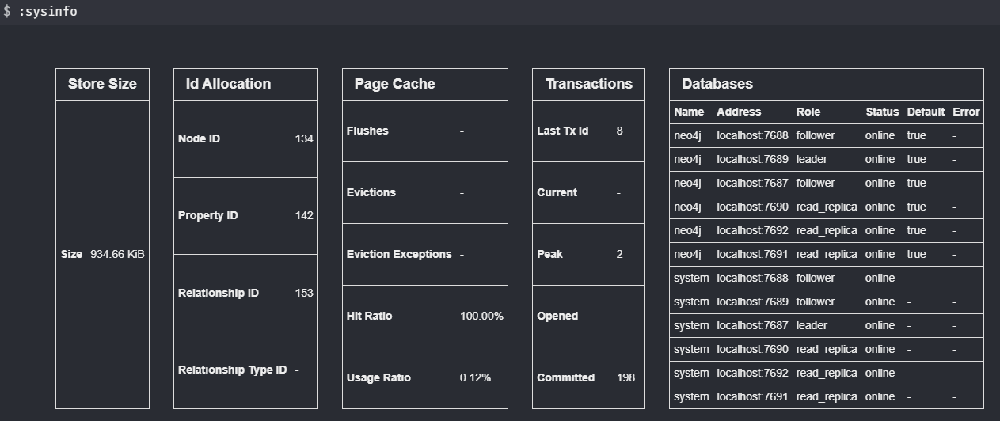 $ :sysinfo
Store Size
Size 934.66 KiB
Id Allocation
Node ID 134
Property ID 142
Relationship ID 153
Relationship Type ID -
Page Cache
Flushes -
Evictions -
Eviction Exceptions -
Hit Ratio 100.00%
Usage Ratio 0.12%
Transactions
Last Tx Id 8
Current -
Peak 2
Opened -
Committed 198
Databases
Name Address Role Status Default Error
neo4j localhost:7688 follower online true -
neo4j localhost:7689 leader online true -
neo4j localhost:7687 follower online true -
neo4j localhost:7690 read_replica online true -
neo4j localhost:7692 read_replica online true -
neo4j localhost:7691 read_replica online true -
system localhost:7688 follower online - -
system localhost:7689 follower online - -
system localhost:7687 leader online - -
system localhost:7690 read_replica online - -
system localhost:7692 read_replica online - -
system localhost:7691 read_replica online - -